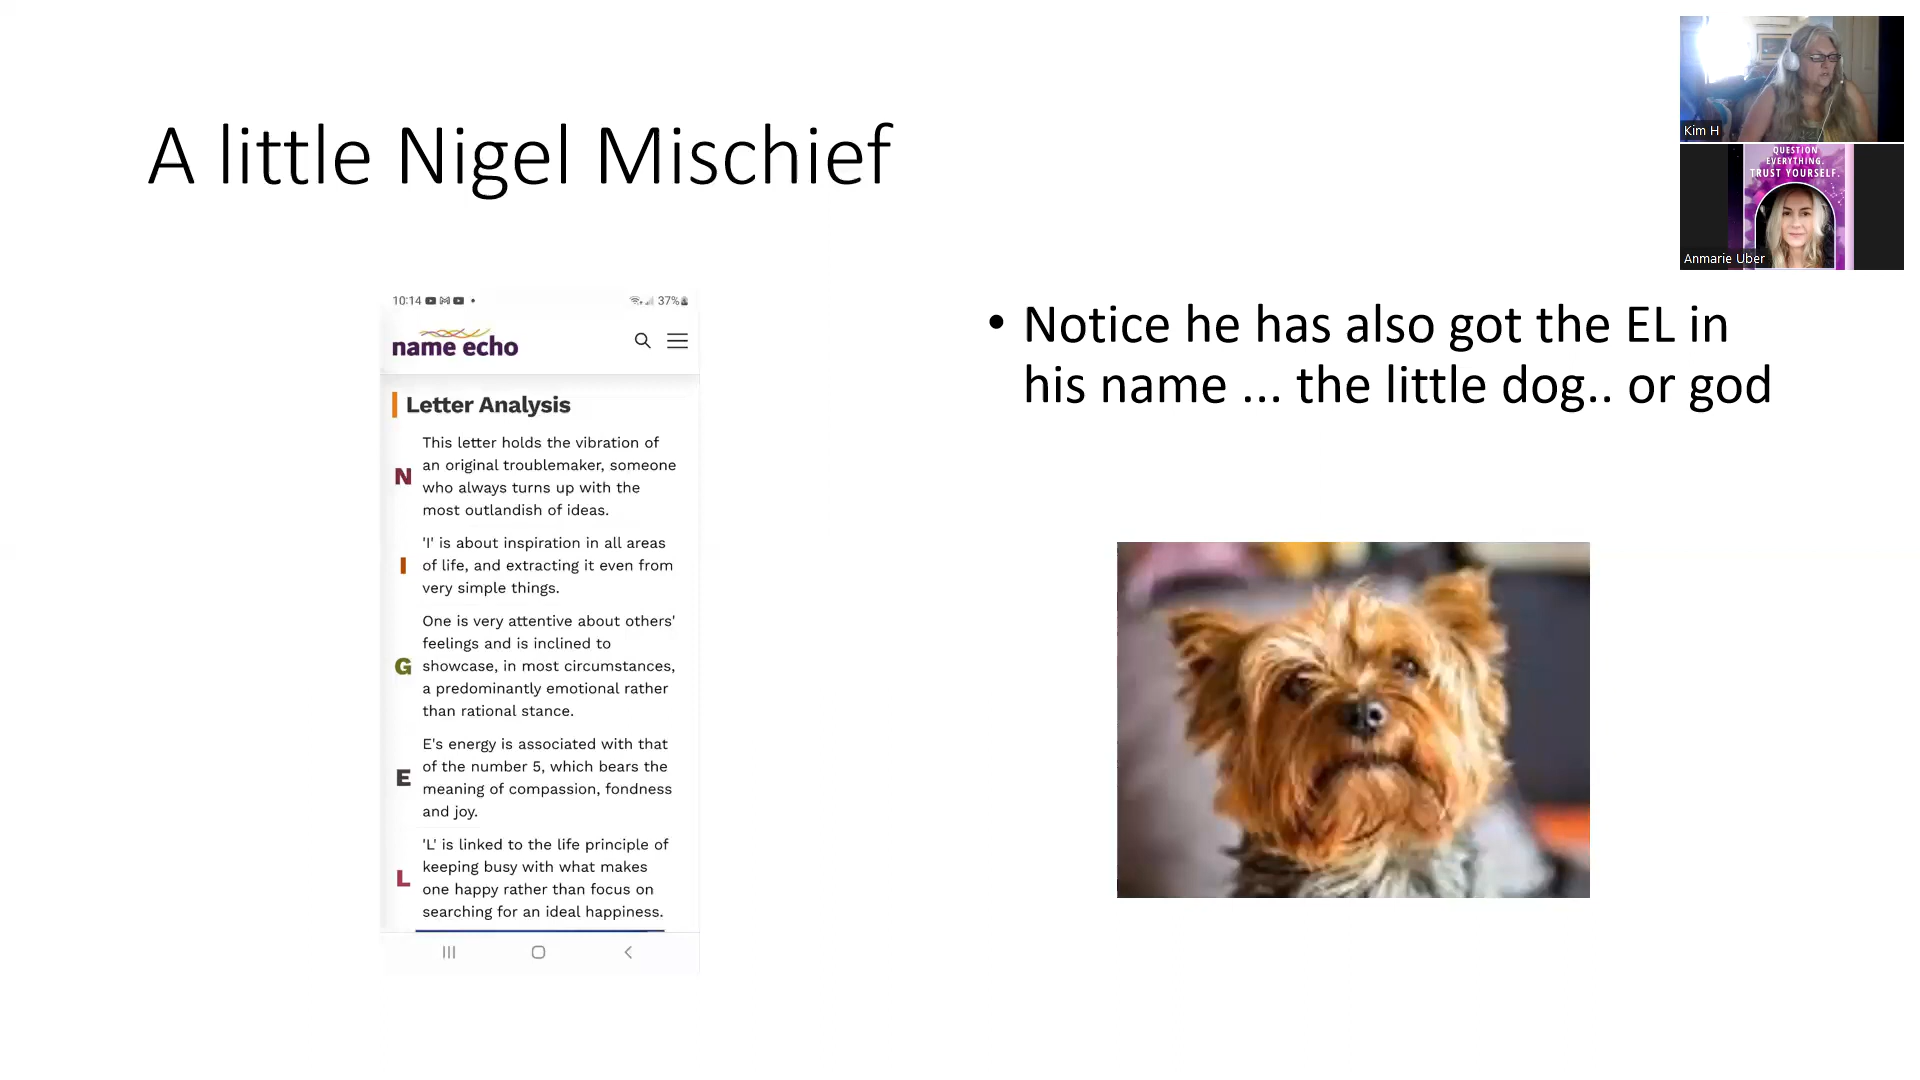 A little Nigel Mischief
Kim H
QUESTION
EVERYTHING.
TRUST YOURSELF.
Anmarie Uber
10:14
37%
name echo
Letter Analysis
N
This letter holds the vibration of
an original troublemaker, someone
who always turns up with the
most outlandish of ideas.
I
'I' is about inspiration in all areas
of life, and extracting it even from
very simple things.
G
One is very attentive about others'
feelings and is inclined to
showcase, in most circumstances,
a predominantly emotional rather
than rational stance.
E
E's energy is associated with that
of the number 5, which bears the
meaning of compassion, fondness
and joy.
L
'L' is linked to the life principle of
keeping busy with what makes
one happy rather than focus on
searching for an ideal happiness.
• Notice he has also got the EL in
his name ... the little dog.. or god